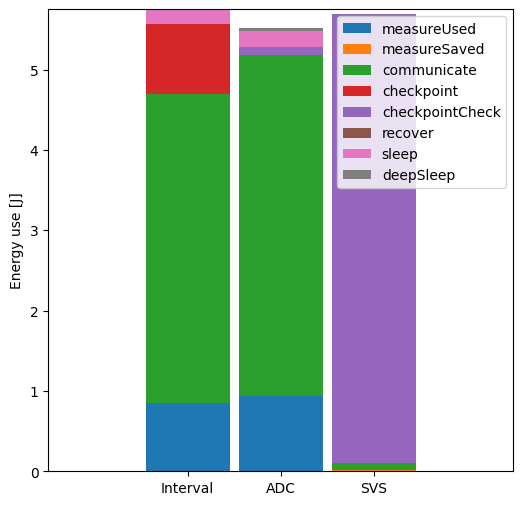 measureUsed
measureSaved
communicate
checkpoint
checkpointCheck
recover
sleep
deepSleep
Energy use [J]
5
4
3
2
1
0
Interval ADC SVS